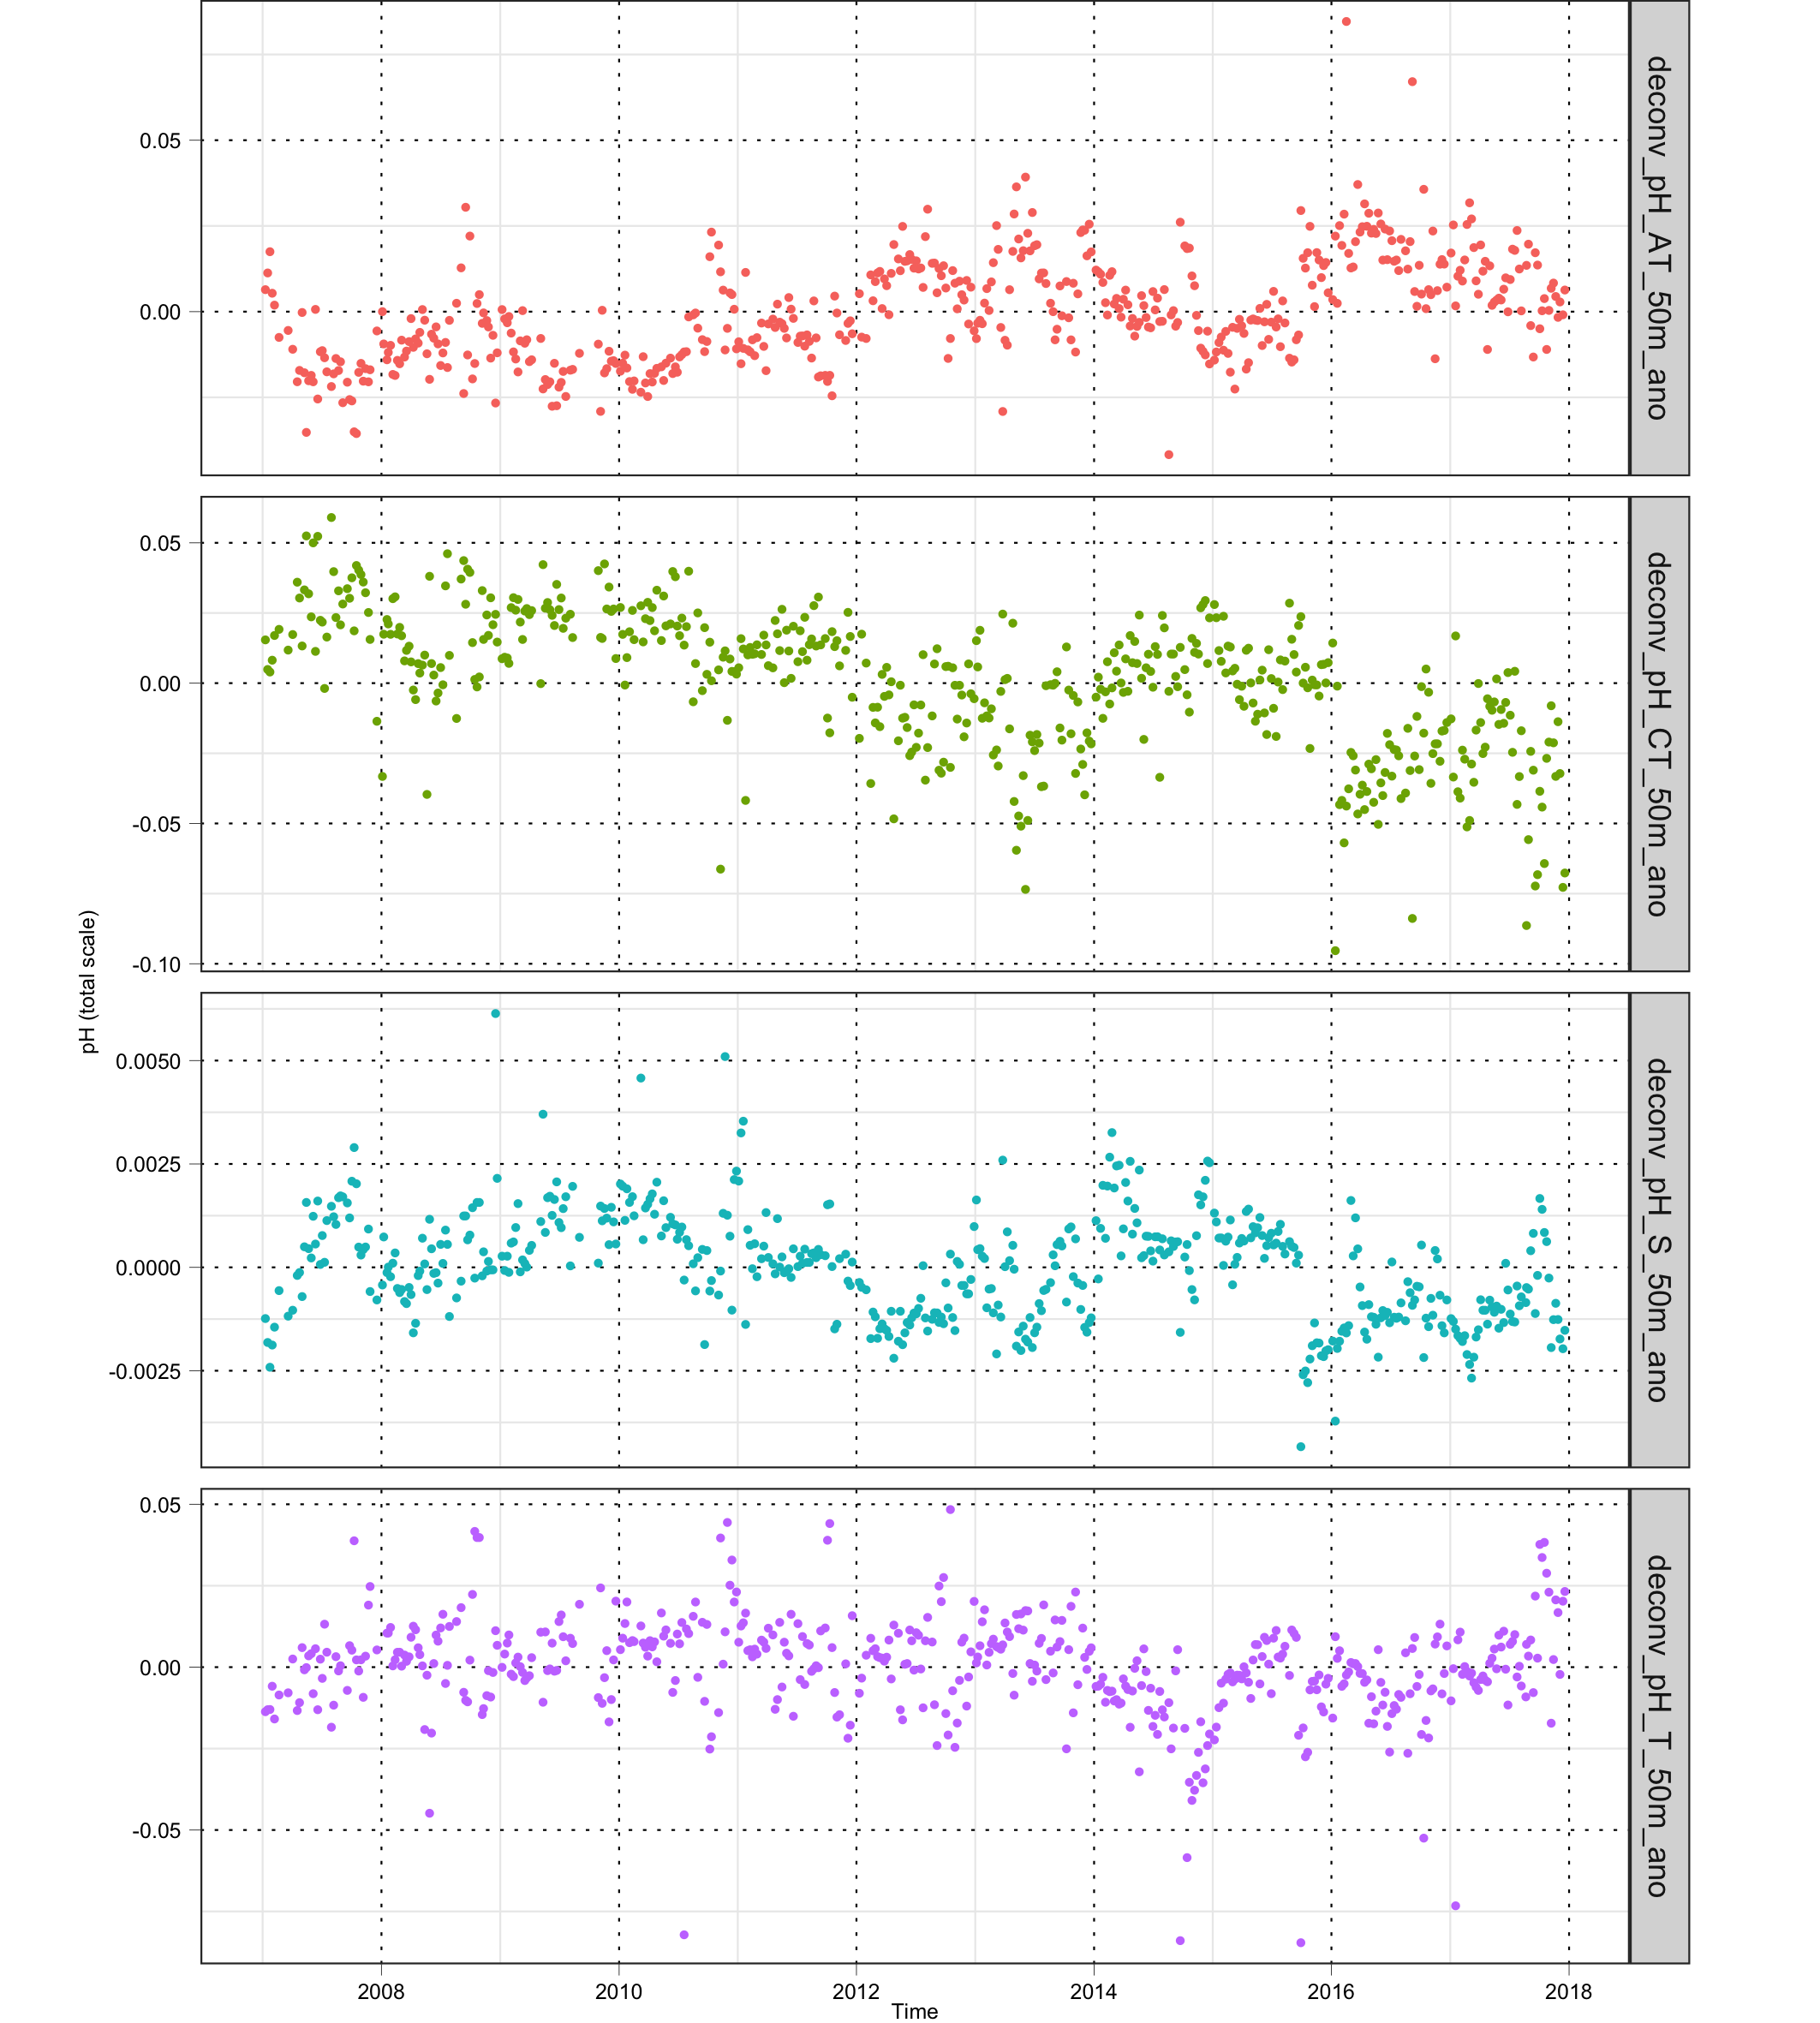 0.05
0.00
deconv_pH_AT_50m_ano
0.05
0.00
-0.05
-0.10
deconv_pH_CT_50m_ano
pH (total scale)
0.0050
0.0025
0.0000
-0.0025
deconv_pH_S_50m_ano
0.05
0.00
-0.05
deconv_pH_T_50m_ano
2008 2010 2012 2014 2016 2018
Time